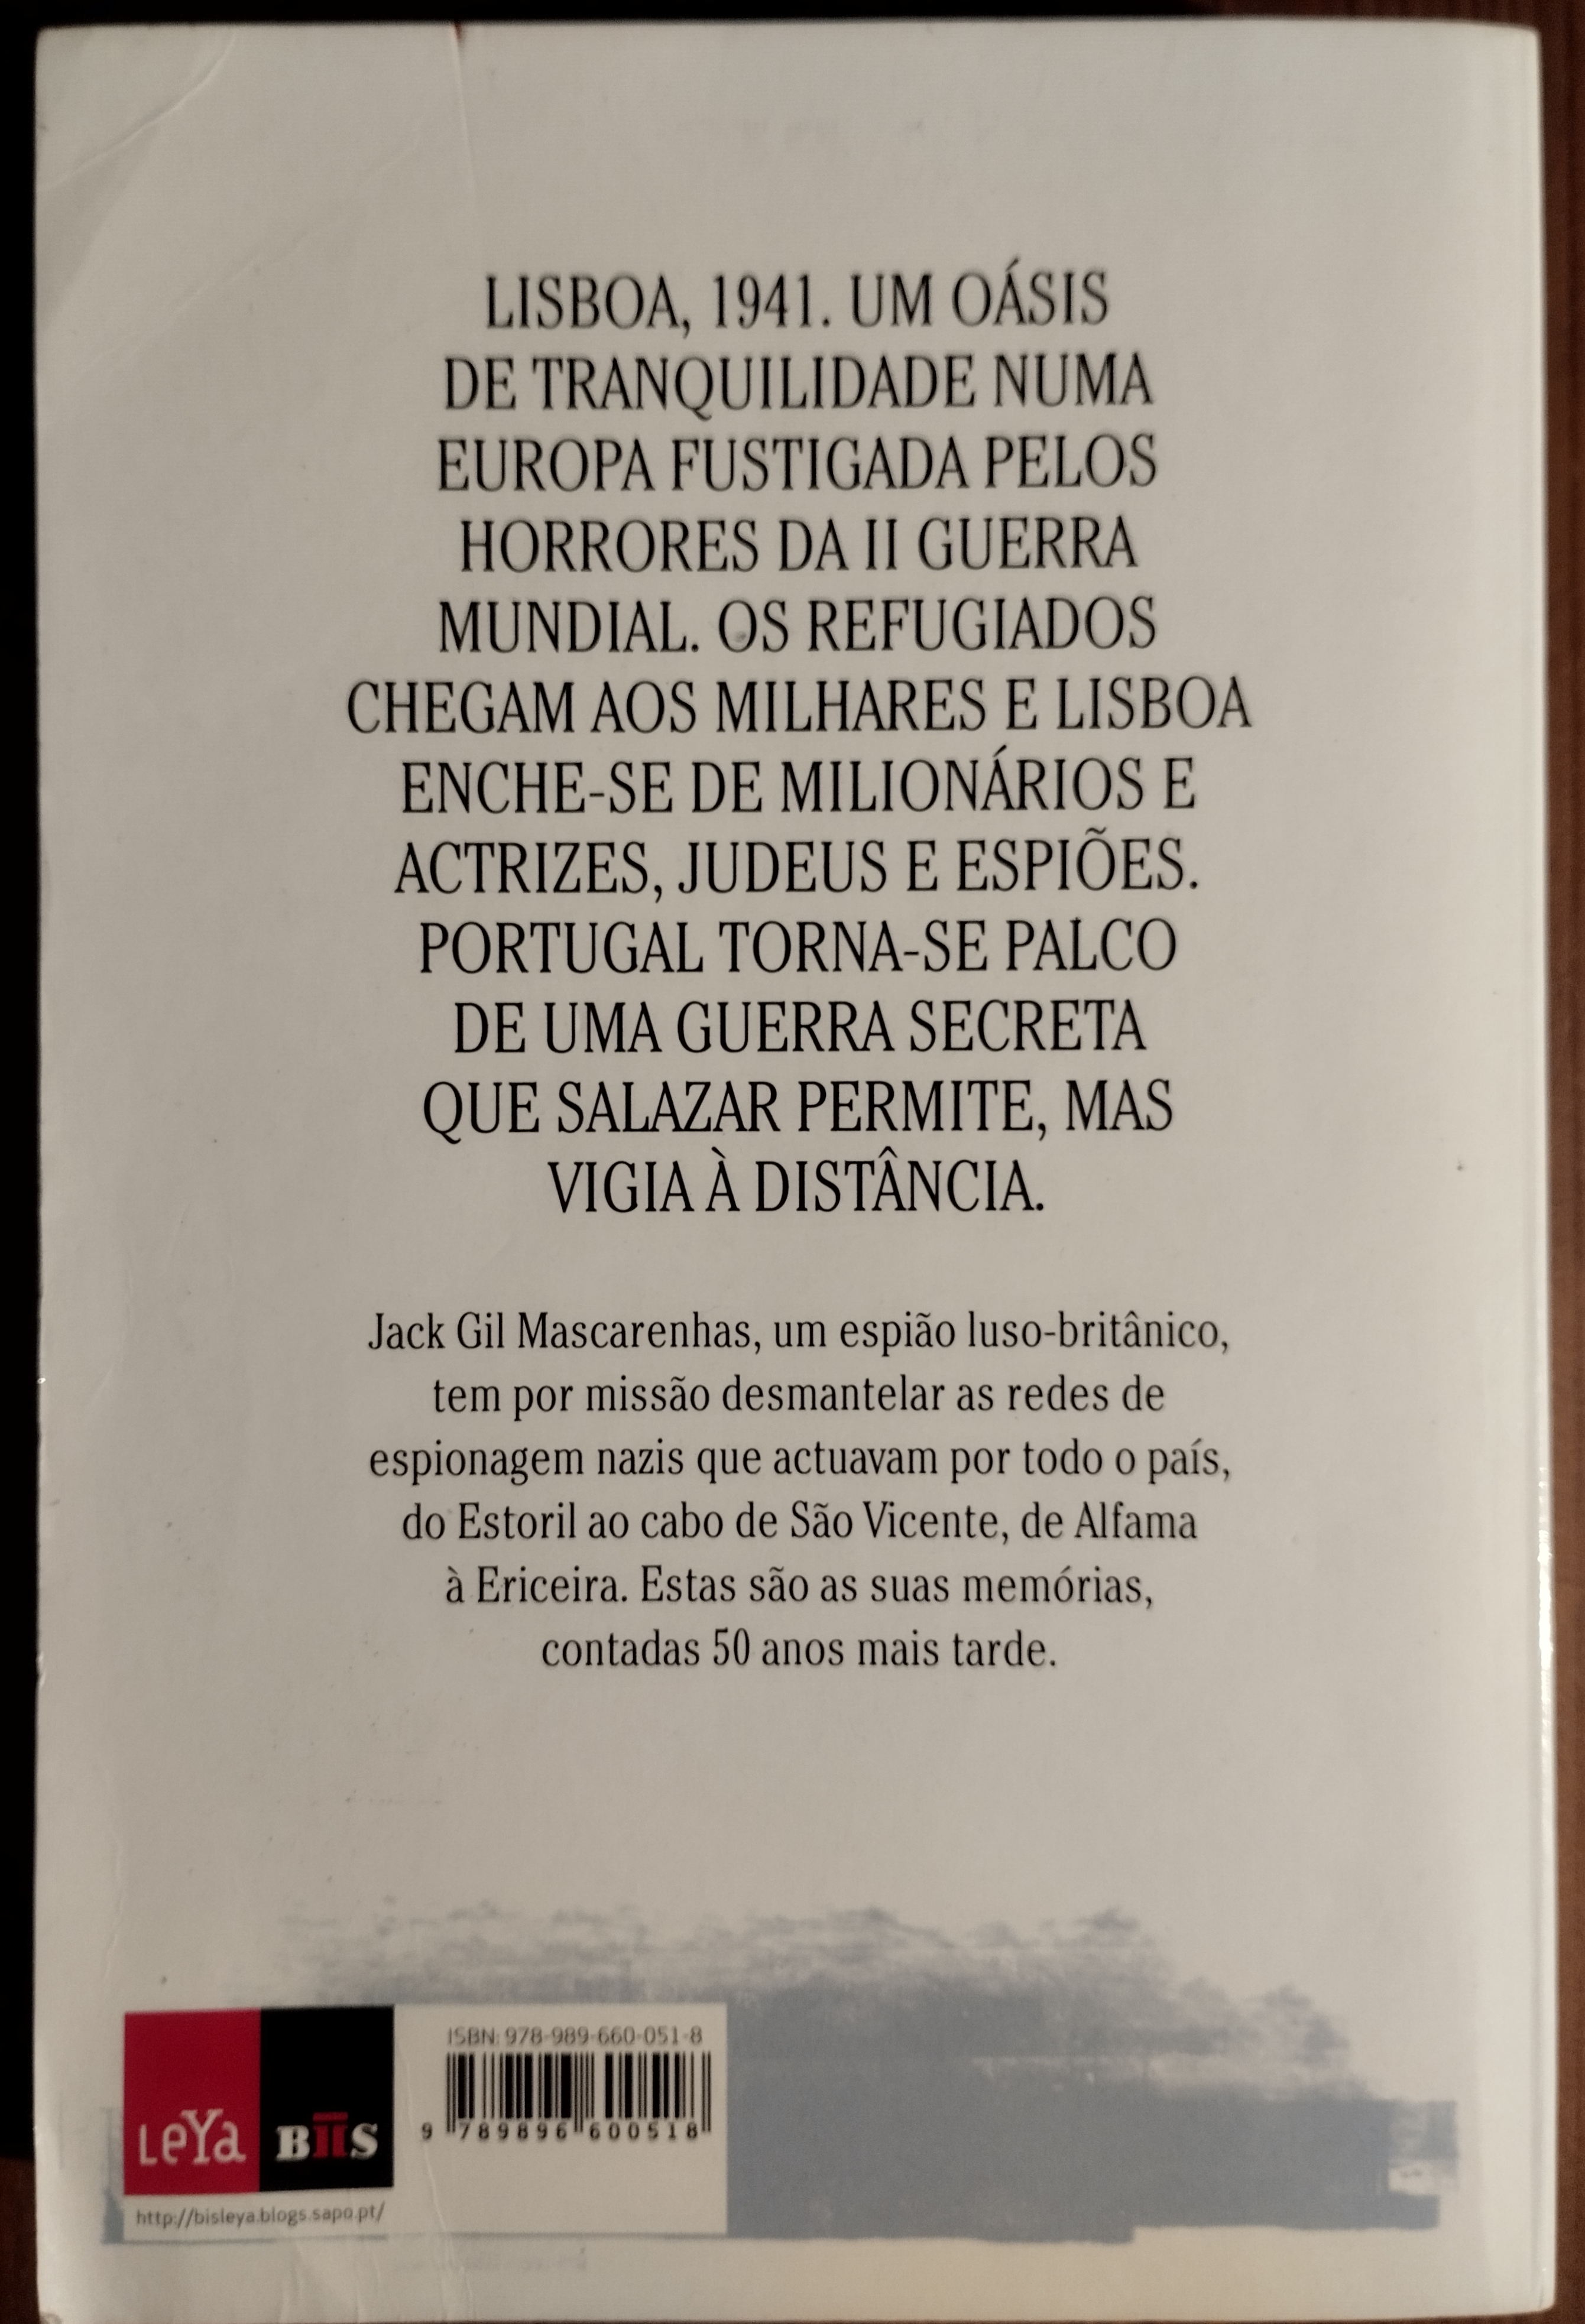 LISBOA, 1941. UM OÁSIS
DE TRANQUILIDADE NUMA
EUROPA FUSTIGADA PELOS
HORRORES DA II GUERRA
MUNDIAL. OS REFUGIADOS
CHEGAM AOS MILHARES E LISBOA
ENCHE-SE DE MILIONÁRIOS E
ACTRIZES, JUDEUS E ESPIÕES.
PORTUGAL TORNA-SE PALCO
DE UMA GUERRA SECRETA
QUE SALAZAR PERMITE, MAS
VIGIA À DISTÂNCIA.
Jack Gil Mascarenhas, um espião luso-britânico,
tem por missão desmantelar as redes de
espionagem nazis que actuavam por todo o país,
do Estoril ao cabo de São Vicente, de Alfama
à Ericeira. Estas são as suas memórias,
contadas 50 anos mais tarde.
ISBN: 978-989-660-051-8
9 789896 600518
LeYa BIIS
http://bisleya.blogs.sapo.pt/